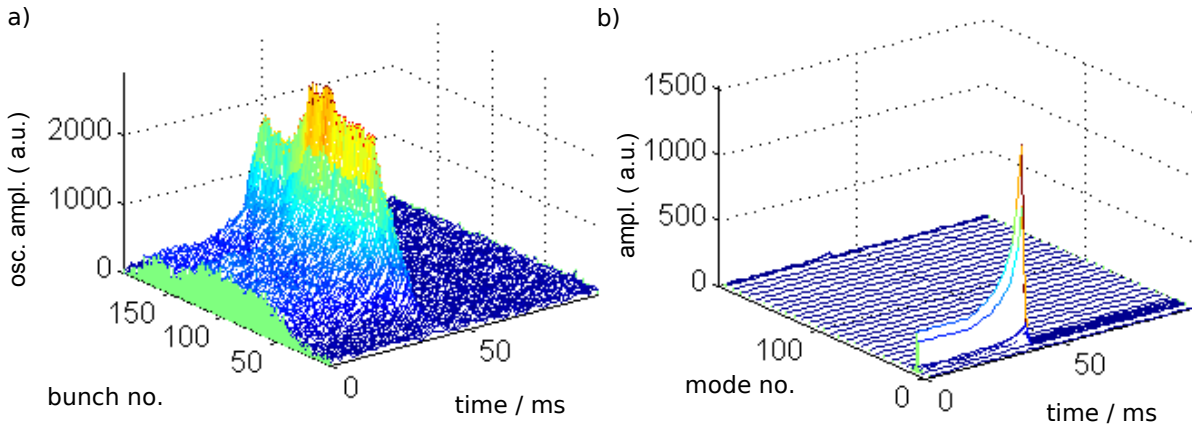 a)
osc. ampl. ( a.u.)
2000
1000
0
150
100
50
0
50
bunch no.
time / ms
b)
ampl. ( a.u.)
1500
1000
500
0
100
0
0
50
mode no.
time / ms